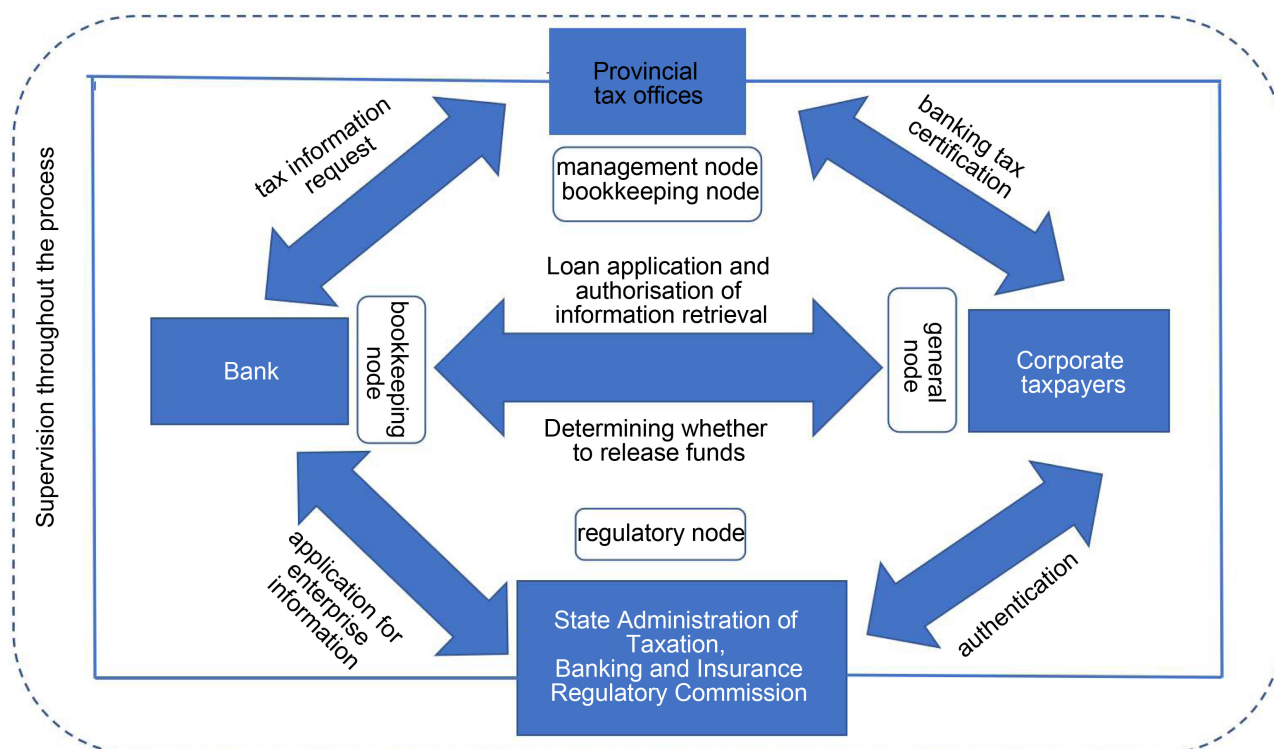 Provincial
tax offices
management node
bookkeeping node
tax information
request
banking tax
certification
Supervision throughout the process
Loan application and
authorisation of
information retrieval
Bank
bookkeeping
node
general
node
Corporate
taxpayers
Determining whether
to release funds
regulatory node
application for
enterprise
information
State Administration of
Taxation,
Banking and Insurance
Regulatory Commission
authentication